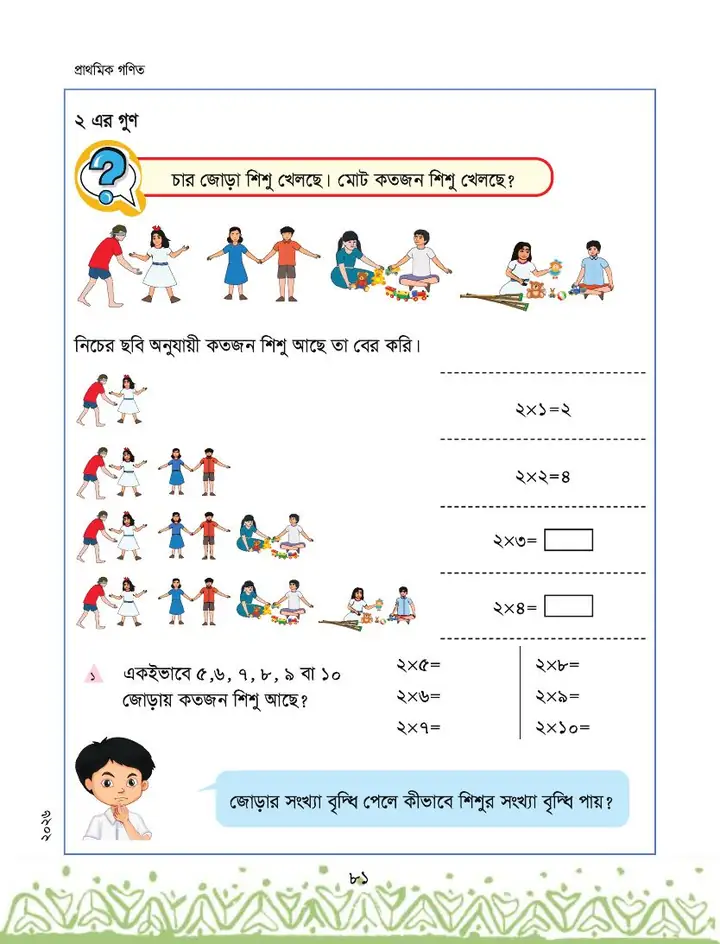 প্রাথমিক গণিত
২ এর গুণ
?
চার জোড়া শিশু খেলছে। মোট কতজন শিশু খেলছে?
নিচের ছবি অনুযায়ী কতজন শিশু আছে তা বের করি।
২×১=২
২×২=৪
২×৩=
২×৪=
১
একইভাবে ৫,৬, ৭, ৮, ৯ বা ১০
জোড়ায় কতজন শিশু আছে?
২×৫=
২×৬=
২×৭=
২×৮=
২×৯=
২×১০=
জোড়ার সংখ্যা বৃদ্ধি পেলে কীভাবে শিশুর সংখ্যা বৃদ্ধি পায়?
২০২৬
৮১